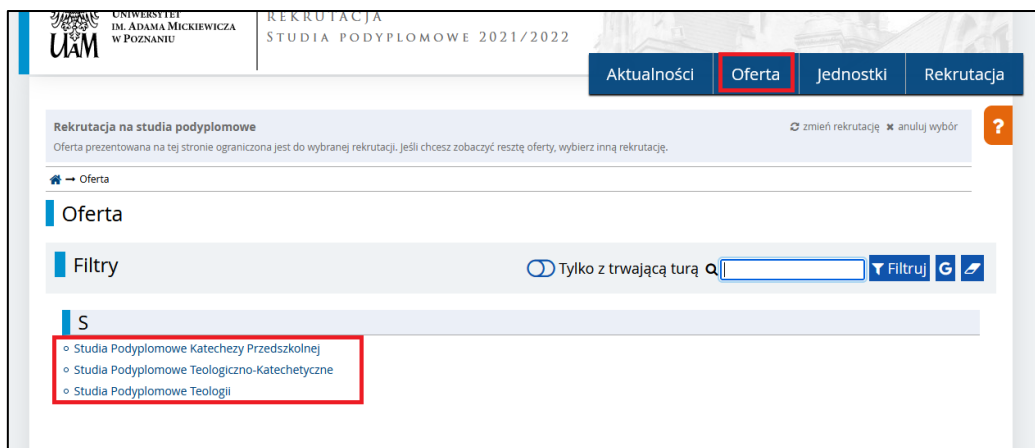 UNIWERSYTET
IM. ADAMA MICKIEWICZA
W POZNANIU
UAM
REKRUTACJA
STUDIA PODYPLOMOWE 2021/2022
Aktualności Oferta Jednostki Rekrutacja
Rekrutacja na studia podyplomowe
zmień rekrutację anuluj wybór
?
Oferta prezentowana na tej stronie ograniczona jest do wybranej rekrutacji. Jeśli chcesz zobaczyć resztę oferty, wybierz inną rekrutację.
→ Oferta
Oferta
Filtry
Tylko z trwającą turą
Filtruj G
S
Studia Podyplomowe Katechezy Przedszkolnej
Studia Podyplomowe Teologiczno-Katechetyczne
Studia Podyplomowe Teologii